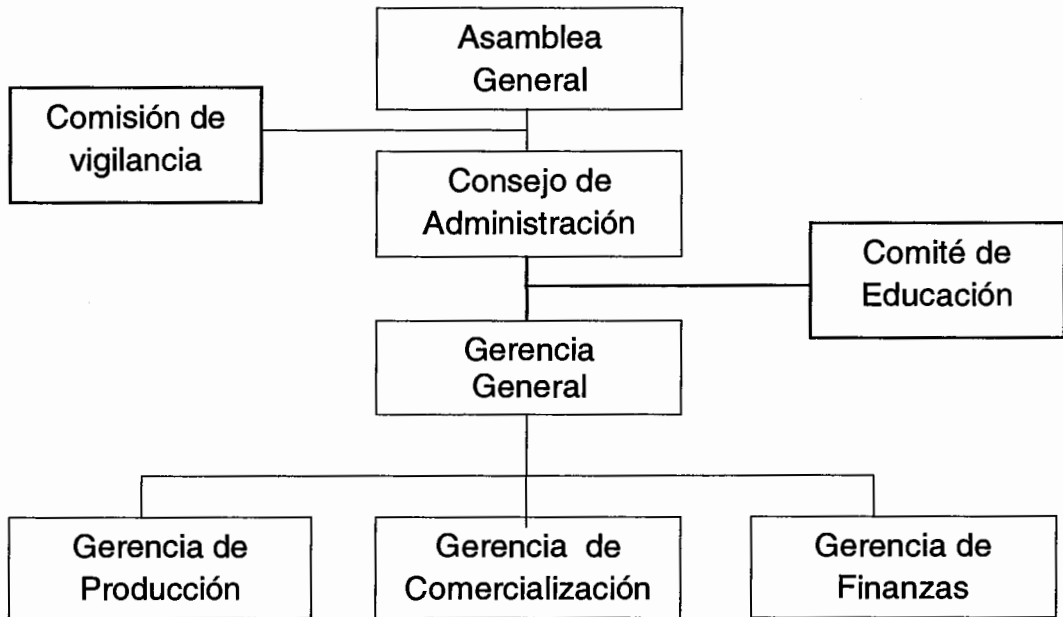 Asamblea
General
Comisión de
vigilancia
Consejo de
Administración
Comité de
Educación
Gerencia
General
Gerencia de
Producción
Gerencia de
Comercialización
Gerencia de
Finanzas